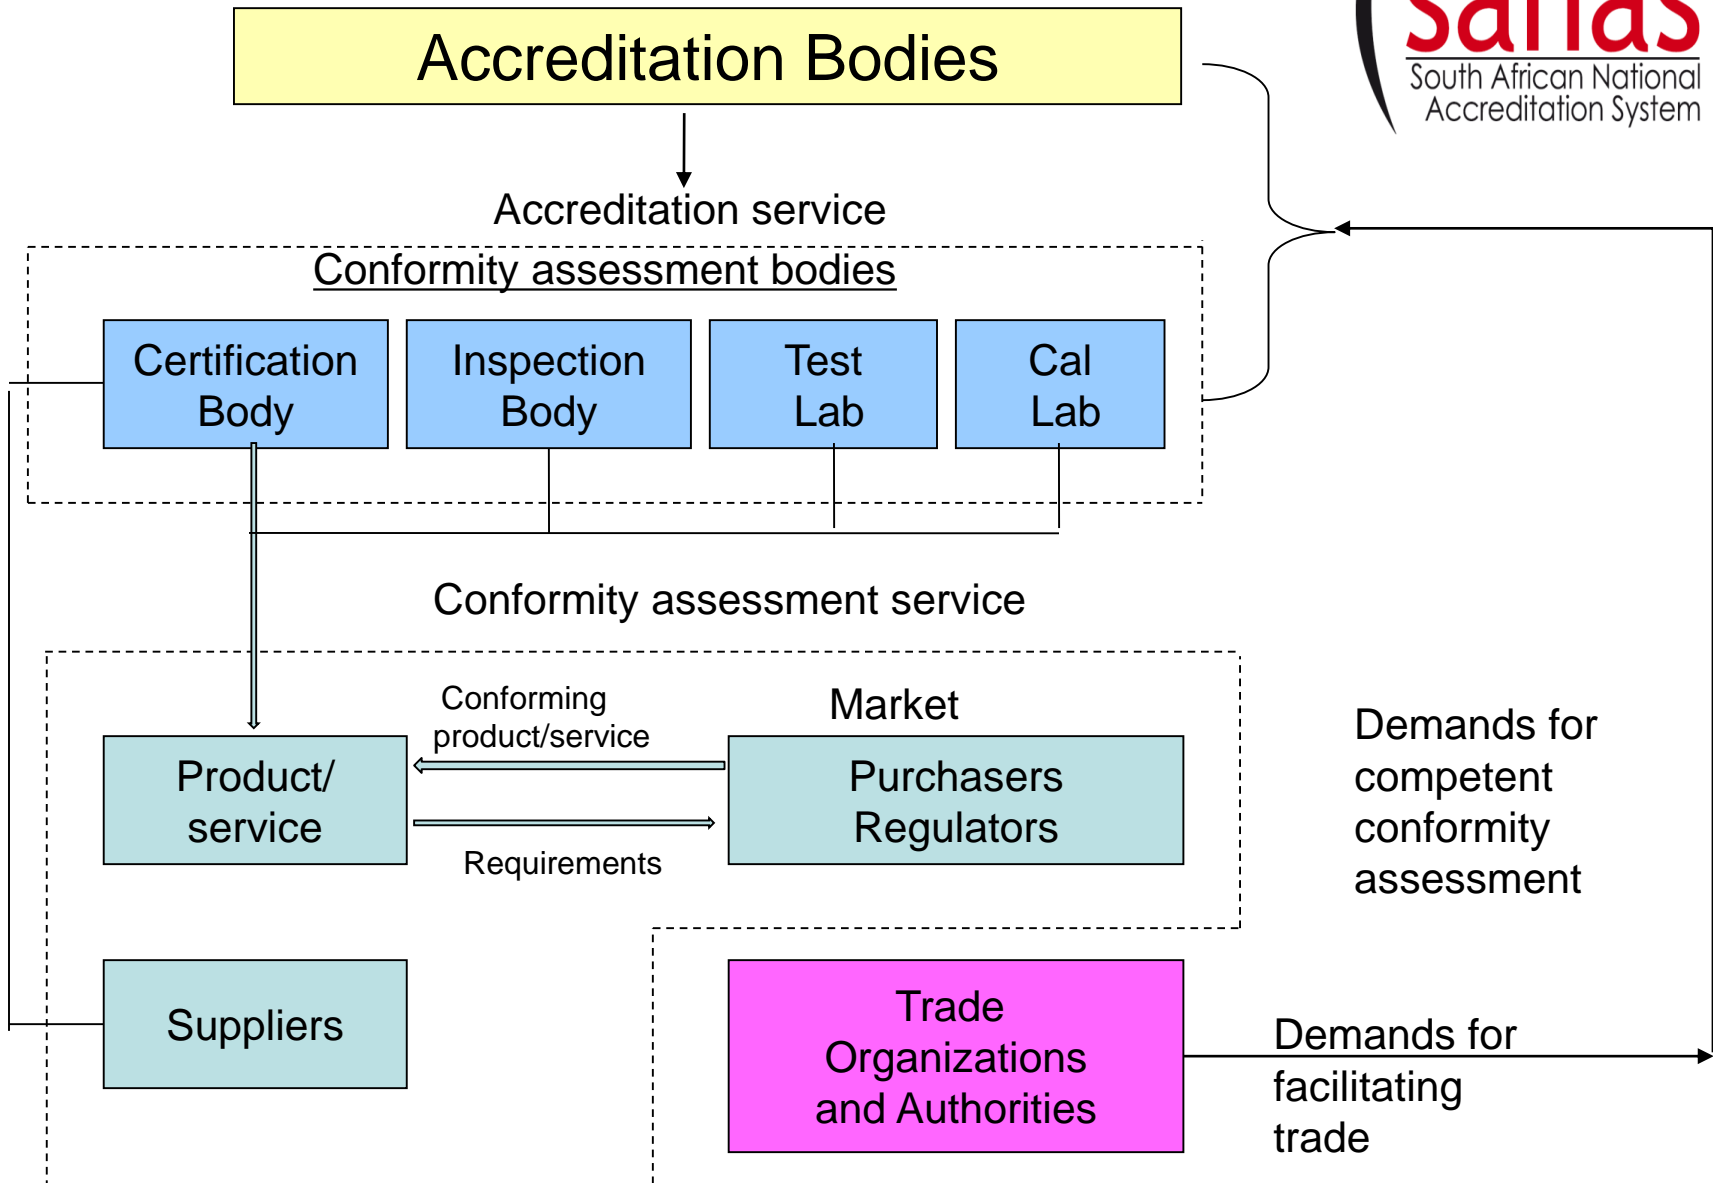 Accreditation Bodies
sanas
South African National
Accreditation System
Accreditation service
Conformity assessment bodies
Certification
Body
Inspection
Body
Test
Lab
Cal
Lab
Conformity assessment service
Conforming
product/service
Market
Product/
service
Purchasers
Regulators
Requirements
Demands for
competent
conformity
assessment
Suppliers
Trade
Organizations
and Authorities
Demands for
facilitating
trade